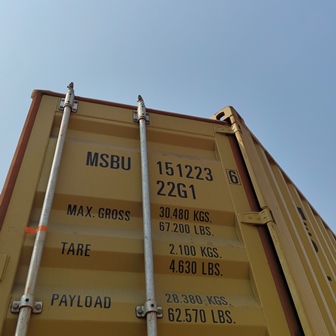 MSBU 151223 6
22G1
MAX. GROSS 30.480 KGS.
67.200 LBS.
TARE 2.100 KGS.
4.630 LBS.
PAYLOAD 28.380 KGS.
62.570 LBS.